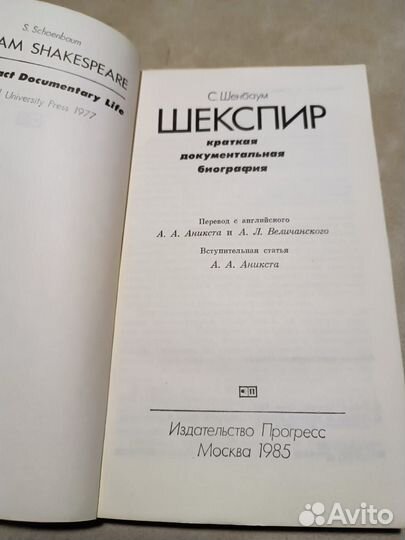 S. Schoenbaum
AM SHAKESPEARE
act Documentary Life
University Press 1977
С. Шенбаум
ШЕКСПИР
краткая
документальная
биография
Перевод с английского
А. А. Аникста и А. Л. Величанского
Вступительная статья
А. А. Аникста
П
Издательство Прогресс
Москва 1985
Avito